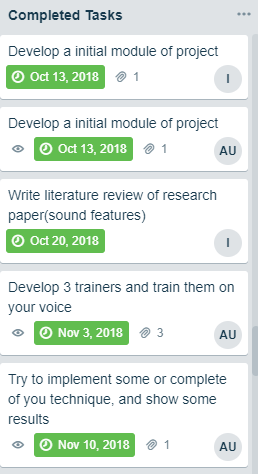 Completed Tasks
Develop a initial module of project
Oct 13, 2018 1 I
Develop a initial module of project
Oct 13, 2018 1 AU
Write literature review of research
paper(sound features)
Oct 20, 2018 I
Develop 3 trainers and train them on
your voice
Nov 3, 2018 3 AU
Try to implement some or complete
of you technique, and show some
results
Nov 10, 2018 1 AU